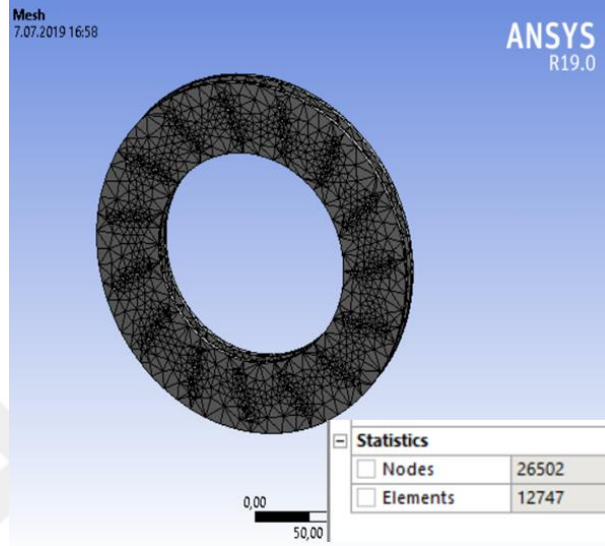 Mesh
7.07.2019 16:58
ANSYS
R19.0
Statistics
Nodes 26502
Elements 12747
0,00
50,00